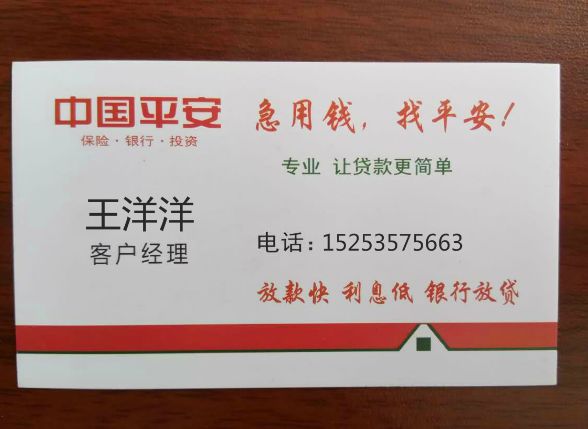 中国平安
保险·银行·投资
急用钱，找平安！
专业 让贷款更简单
王洋洋
客户经理
电话：15253575663
放款快 利息低 银行放贷